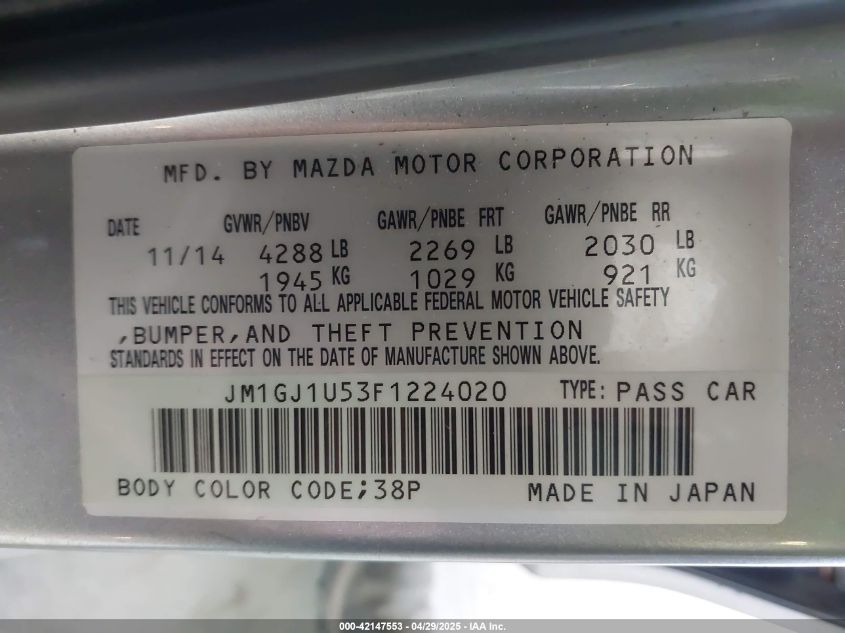 MFD. BY MAZDA MOTOR CORPORATION
DATE GVWR/PNBV GAWR/PNBE FRT GAWR/PNBE RR
11/14 4288 LB 2269 LB 2030 LB
1945 KG 1029 KG 921 KG
THIS VEHICLE CONFORMS TO ALL APPLICABLE FEDERAL MOTOR VEHICLE SAFETY
,BUMPER,AND THEFT PREVENTION
STANDARDS IN EFFECT ON THE DATE OF MANUFACTURE SHOWN ABOVE.
JM1GJ1U53F1224020 TYPE: PASS CAR
BODY COLOR CODE;38P MADE IN JAPAN
000-42147553 - 04/29/2025 - IAA Inc.